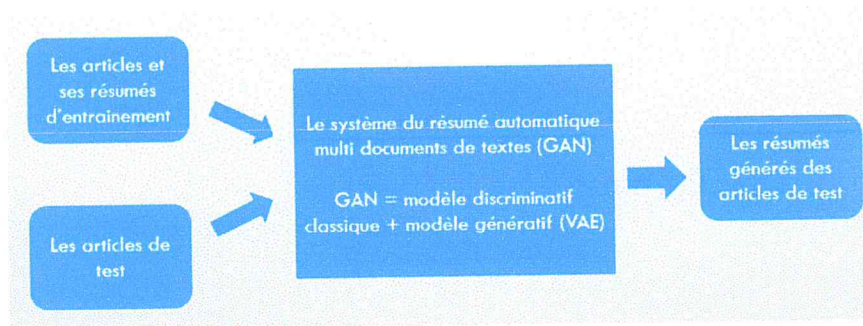 Les articles et
ses résumés
d'entrainement
Les articles de
test
Le système du résumé automatique
multi documents de textes (GAN)
GAN = modèle discriminatif
classique + modèle génératif (VAE)
Les résumés
générés des
articles de test